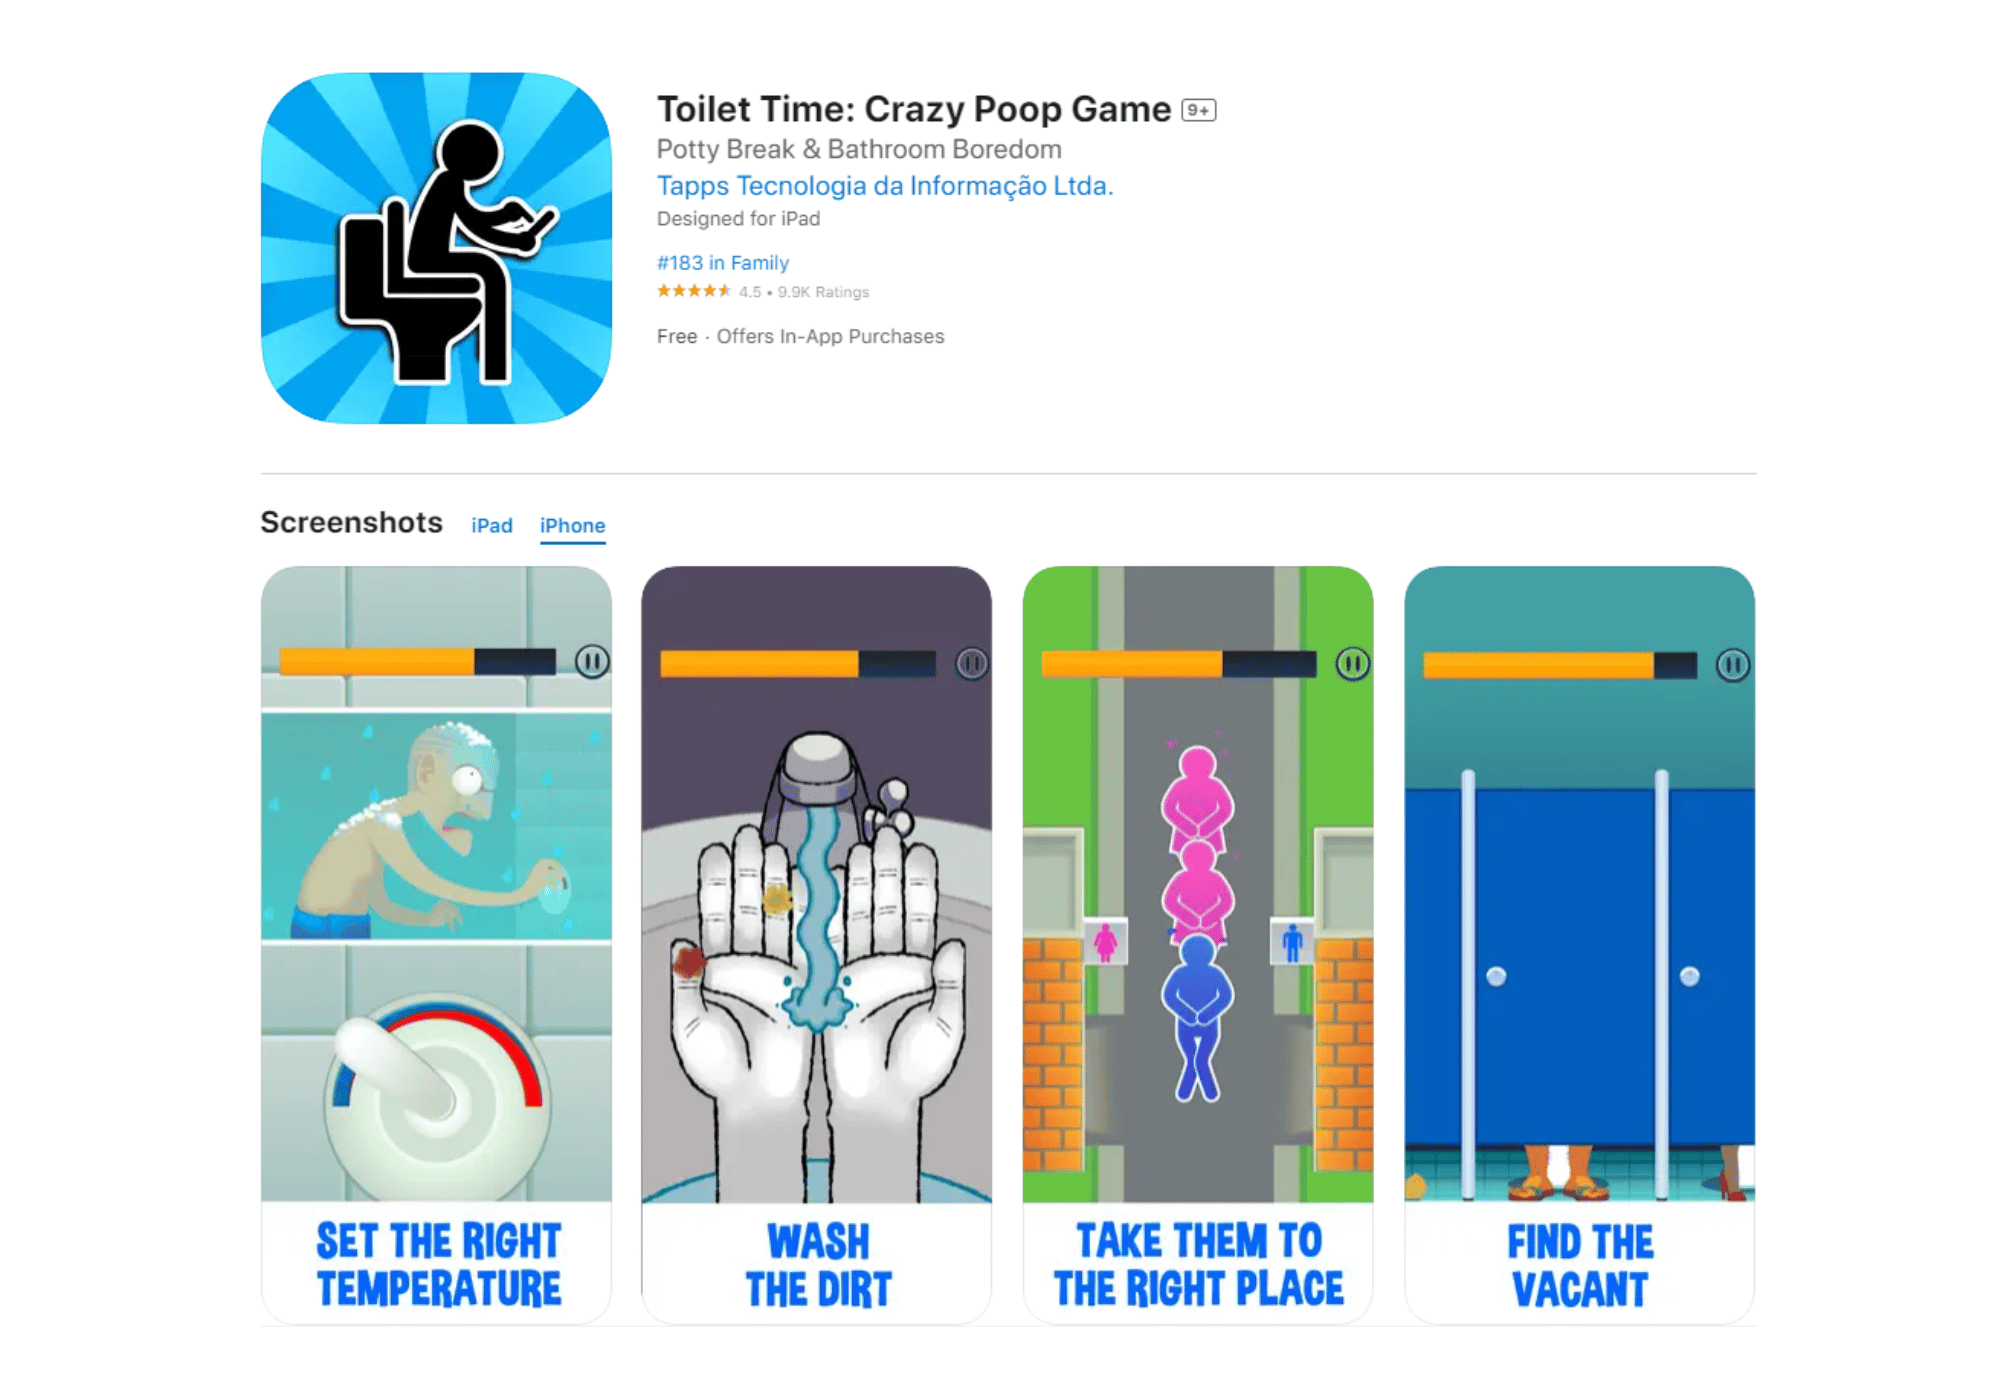 Toilet Time: Crazy Poop Game 9+
Potty Break & Bathroom Boredom
Tapps Tecnologia da Informação Ltda.
Designed for iPad
#183 in Family
4.5 • 9.9K Ratings
Free · Offers In-App Purchases
Screenshots iPad iPhone
SET THE RIGHT
TEMPERATURE
WASH
THE DIRT
TAKE THEM TO
THE RIGHT PLACE
FIND THE
VACANT